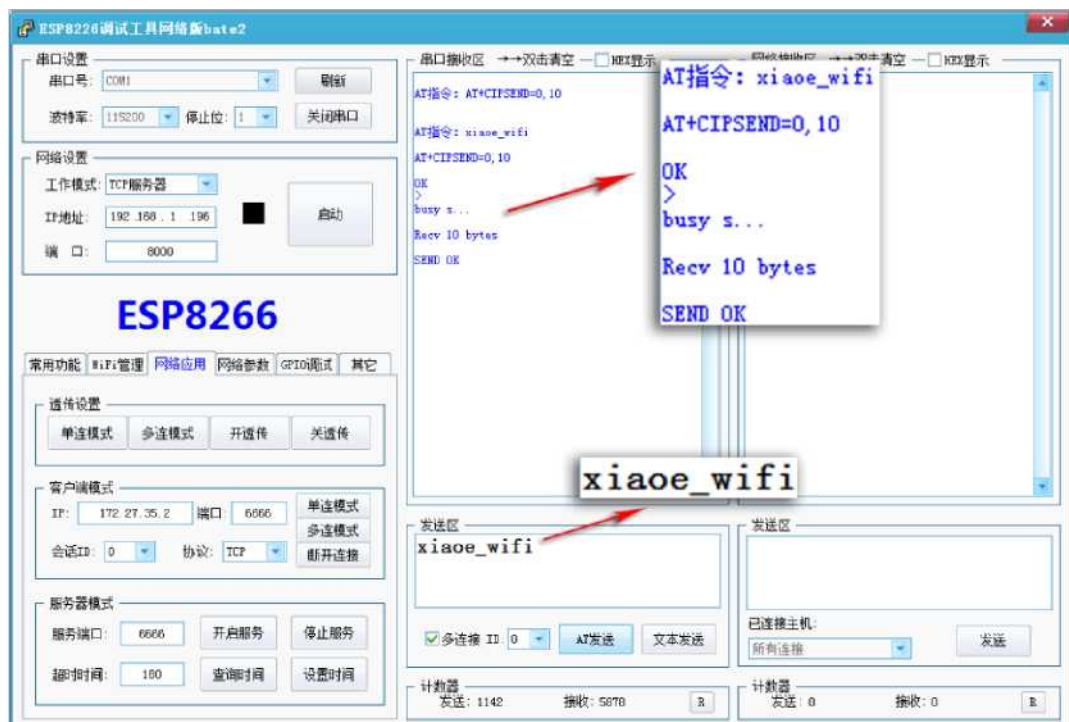 ESP8226调试工具网络版bate2
串口设置
串口号: COM1 刷新
波特率: 115200 停止位: 1 关闭串口
网络设置
工作模式: TCP服务器
IP地址: 192 .168 . 1 196 启动
端 口: 8000
ESP8266
常用功能 WiFi管理 网络应用 网络参数 GPIO调试 其它
透传设置
单连模式 多连模式 开透传 关透传
客户端模式
IP: 172 27.35.2 端口: 6666 单连模式
多连模式
会话ID: 0 协议: TCP 断开连接
服务器模式
服务端口: 6666 开启服务 停止服务
超时时间: 180 查询时间 设置时间
串口接收区 →→双击清空 HEX显示
AT指令: AT+CIPSEND=0,10
AT指令: xiaoe_wifi
AT+CIPSEND=0,10
OK
>
busy s...
Recv 10 bytes
SEND OK
AT指令: xiaoe_wifi
AT+CIPSEND=0,10
OK
>
busy s...
Recv 10 bytes
SEND OK
xiaoe_wifi
发送区
xiaoe_wifi
多连接 ID: 0 AT发送 文本发送
计数器
发送: 1142 接收: 5878 R
双击清空 HEX显示
发送区
已连接主机:
所有连接 发送
计数器
发送: 0 接收: 0 R